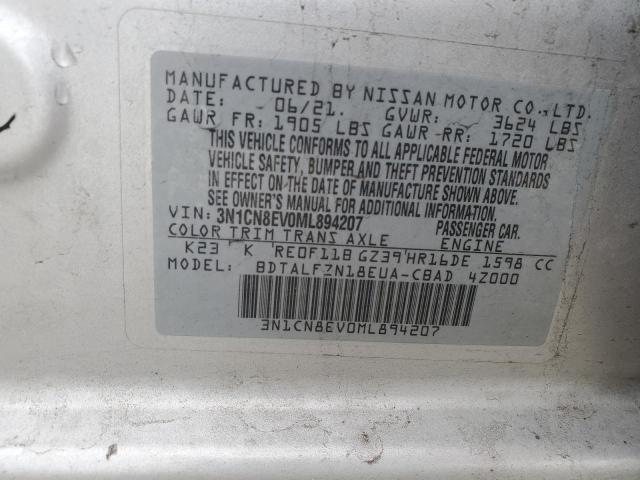 MANUFACTURED BY NISSAN MOTOR CO., LTD.
DATE: 06/21. GVWR: 3624 LBS
GAWR FR: 1905 LBS GAWR-RR: 1720 LBS
THIS VEHICLE CONFORMS TO ALL APPLICABLE FEDERAL MOTOR
VEHICLE SAFETY, BUMPER AND THEFT PREVENTION STANDARDS
IN EFFECT ON THE DATE OF MANUFACTURE SHOWN ABOVE.
SEE OWNER'S MANUAL FOR ADDITIONAL INFORMATION
VIN: 3N1CN8EV0ML894207 PASSENGER CAR.
COLOR TRIM TRANS AXLE ENGINE
K23 K RE0F11B GZ39 HR16DE 1598 CC
BDTALFZN18EUA-CBAD 4Z000
3N1CN8EV0ML894207